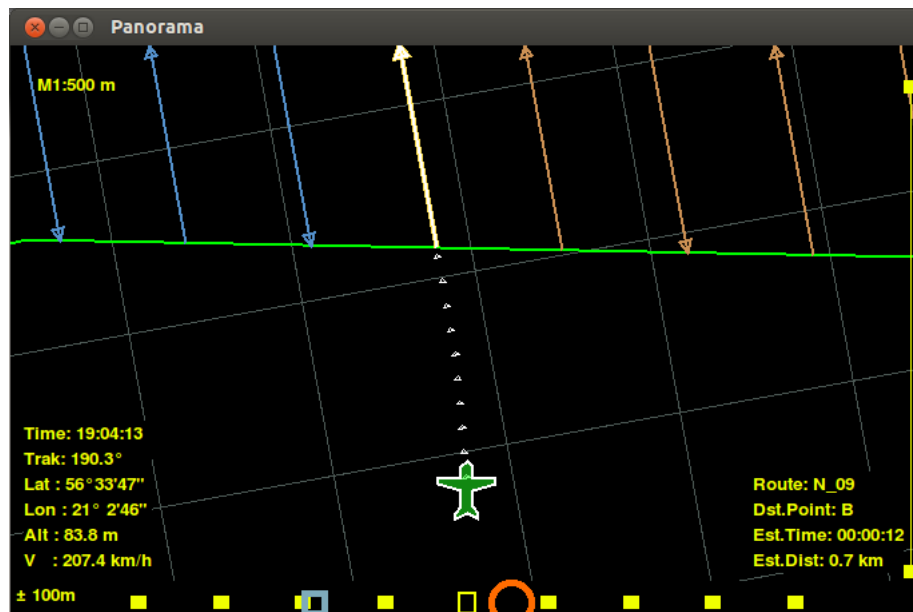 Panorama
M1:500 m
Time: 19:04:13
Trak: 190.3°
Lat : 56°33'47"
Lon : 21° 2'46"
Alt : 83.8 m
V : 207.4 km/h
Route: N_09
Dst.Point: B
Est.Time: 00:00:12
Est.Dist: 0.7 km
± 100m